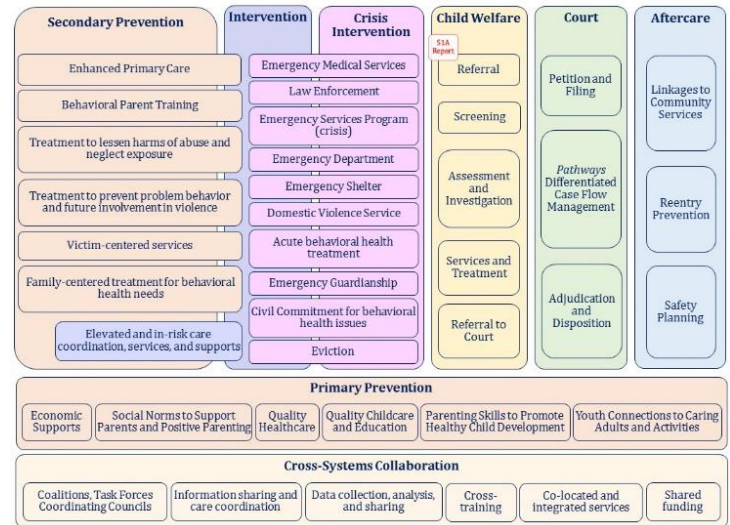 Secondary Prevention
Enhanced Primary Care
Behavioral Parent Training
Treatment to lessen harms of abuse and
neglect exposure
Treatment to prevent problem behavior
and future involvement in violence
Victim-centered services
Family-centered treatment for behavioral
health needs
Elevated and in-risk care
coordination, services, and supports
Intervention
Crisis
Intervention
Emergency Medical Services
Law Enforcement
Emergency Services Program
(crisis)
Emergency Department
Emergency Shelter
Domestic Violence Service
Acute behavioral health
treatment
Emergency Guardianship
Civil Commitment for behavioral
health issues
Eviction
Child Welfare
51A
Report
Referral
Screening
Assessment
and
Investigation
Services and
Treatment
Referral to
Court
Court
Petition and
Filing
Pathways
Differentiated
Case Flow
Management
Adjudication
and
Disposition
Aftercare
Linkages to
Community
Services
Reentry
Prevention
Safety
Planning
Primary Prevention
Economic
Supports
Social Norms to Support
Parents and Positive Parenting
Quality
Healthcare
Quality Childcare
and Education
Parenting Skills to Promote
Healthy Child Development
Youth Connections to Caring
Adults and Activities
Cross-Systems Collaboration
Coalitions, Task Forces
Coordinating Councils
Information sharing and
care coordination
Data collection, analysis,
and sharing
Cross-
training
Co-located and
integrated services
Shared
funding